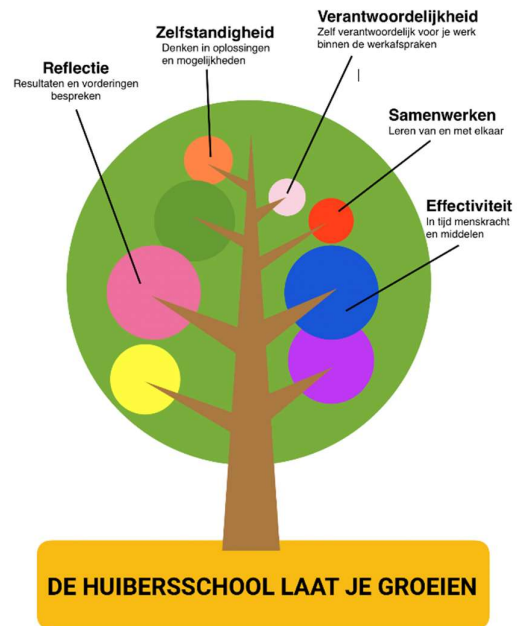 Verantwoordelijkheid
Zelf verantwoordelijk voor je werk
binnen de werkafspraken
Zelfstandigheid
Denken in oplossingen
en mogelijkheden
Reflectie
Resultaten en vorderingen
bespreken
Samenwerken
Leren van en met elkaar
Effectiviteit
In tijd menskracht
en middelen
DE HUIBERSSCHOOL LAAT JE GROEIEN